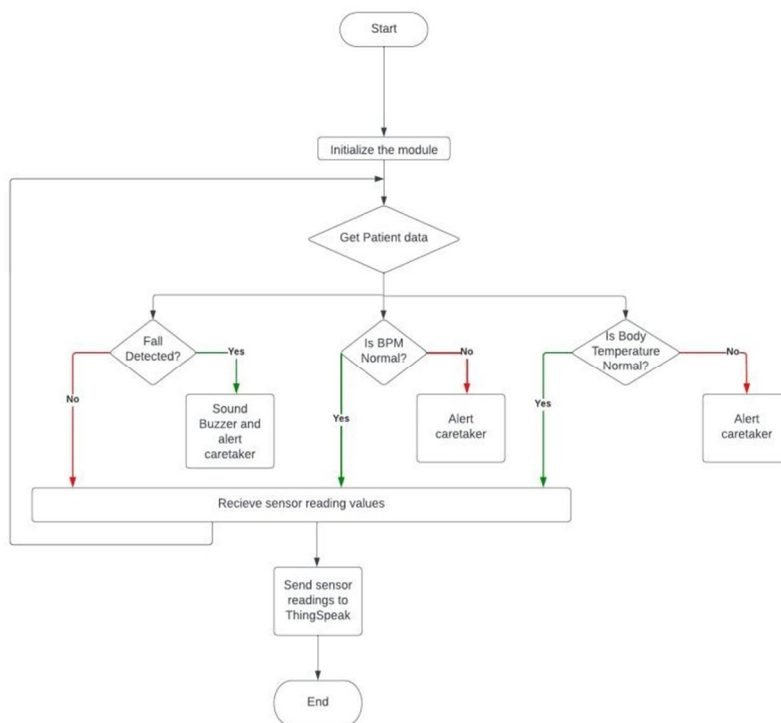 Start
Initialize the module
Get Patient data
Fall
Detected?
Yes
No
Is BPM
Normal?
No
Yes
Is Body
Temperature
Normal?
No
Yes
Sound
Buzzer and
alert
caretaker
Alert
caretaker
Alert
caretaker
Recieve sensor reading values
Send sensor
readings to
ThingSpeak
End